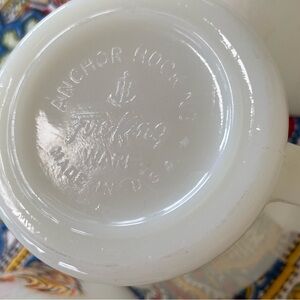 ANCHOR HOCKING
Fire King
WARE
MADE IN U.S.A.